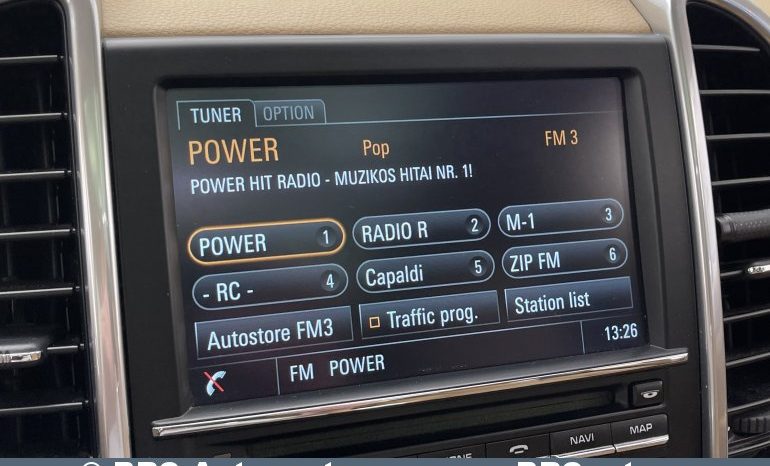 TUNER OPTION
POWER Pop FM 3
POWER HIT RADIO - MUZIKOS HITAI NR. 1!
POWER 1 RADIO R 2 M-1 3
- RC - 4 Capaldi 5 ZIP FM 6
Autostore FM3 Traffic prog. Station list
13:26
FM POWER
NAVI MAP